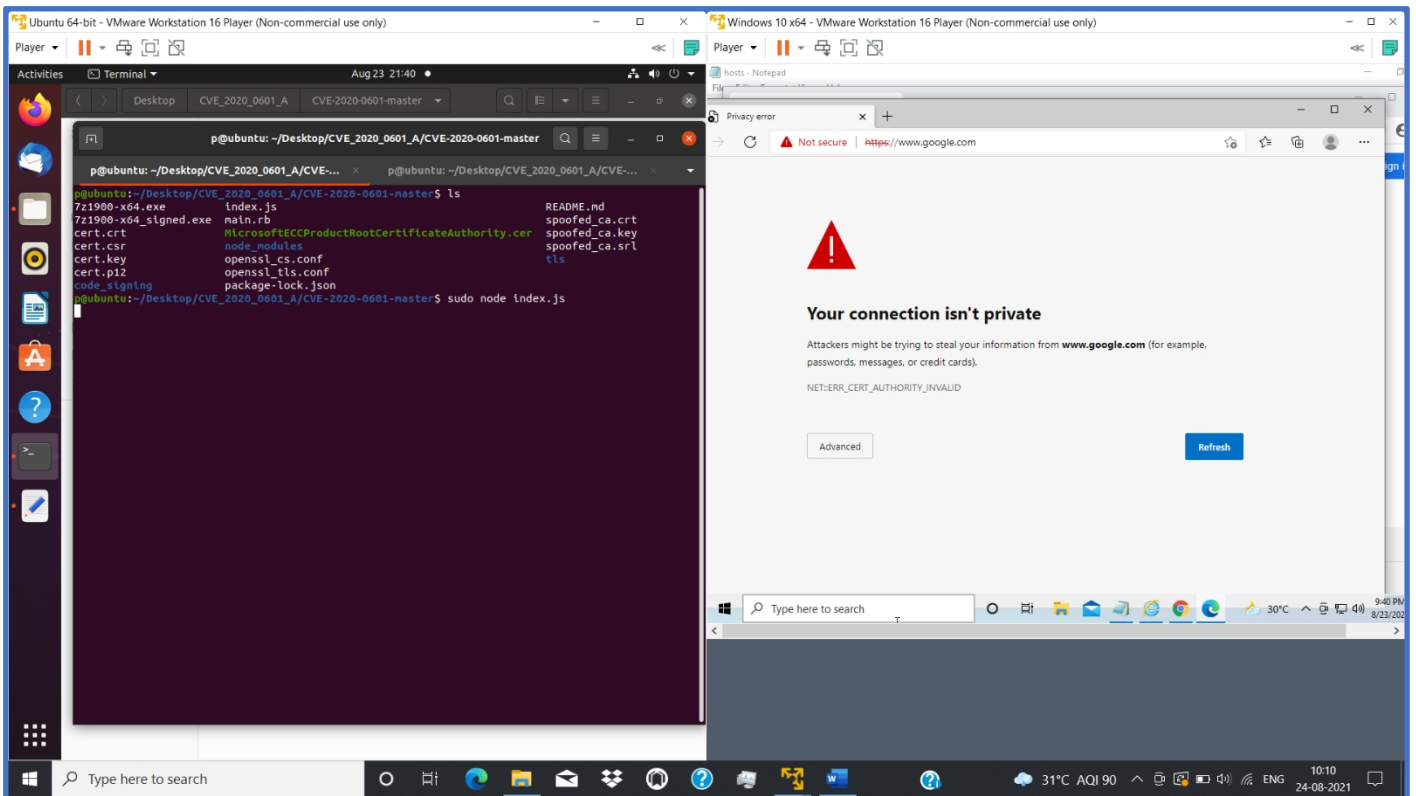 Ubuntu 64-bit - VMware Workstation 16 Player (Non-commercial use only)
Player
Activities Terminal Aug 23 21:40
Desktop CVE_2020_0601_A CVE-2020-0601-master
p@ubuntu: ~/Desktop/CVE_2020_0601_A/CVE-2020-0601-master
p@ubuntu: ~/Desktop/CVE_2020_0601_A/CVE-... p@ubuntu: ~/Desktop/CVE_2020_0601_A/CVE-...
p@ubuntu:~/Desktop/CVE_2020_0601_A/CVE-2020-0601-master$ ls
7z1900-x64.exe index.js README.md
7z1900-x64_signed.exe main.rb spoofed_ca.crt
cert.crt MicrosoftECCProductRootCertificateAuthority.cer spoofed_ca.key
cert.csr node_modules spoofed_ca.srl
cert.key openssl_cs.conf tls
cert.p12 openssl_tls.conf
code_signing package-lock.json
p@ubuntu:~/Desktop/CVE_2020_0601_A/CVE-2020-0601-master$ sudo node index.js
Windows 10 x64 - VMware Workstation 16 Player (Non-commercial use only)
Player
hosts - Notepad
Privacy error
Not secure https://www.google.com
Your connection isn't private
Attackers might be trying to steal your information from www.google.com (for example,
passwords, messages, or credit cards).
NET::ERR_CERT_AUTHORITY_INVALID
Advanced Refresh
Type here to search 30°C 9:40 PM
8/23/202
Type here to search 31°C AQI 90 ENG 10:10
24-08-2021